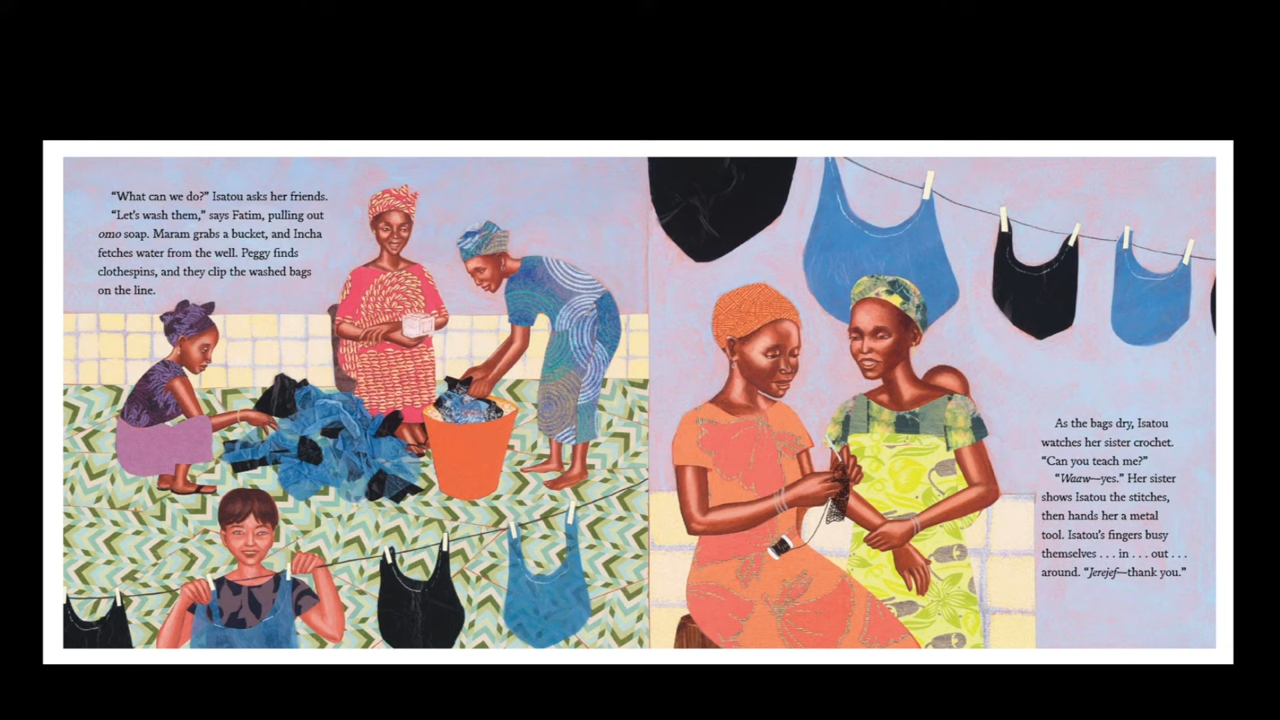 “What can we do?” Isatou asks her friends.
“Let’s wash them,” says Fatim, pulling out
omo soap. Maram grabs a bucket, and Incha
fetches water from the well. Peggy finds
clothespins, and they clip the washed bags
on the line.
As the bags dry, Isatou
watches her sister crochet.
“Can you teach me?”
“Waaw—yes.” Her sister
shows Isatou the stitches,
then hands her a metal
tool. Isatou’s fingers busy
themselves . . . in . . . out . . .
around. “Jerejef—thank you.”